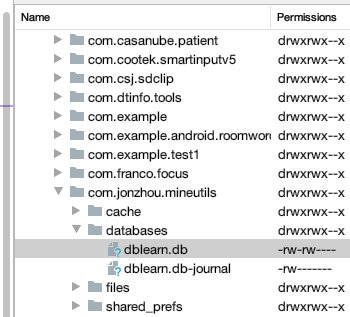 Name Permissions
com.casanube.patient drwxrwx--x
com.cootek.smartinputv5 drwxrwx--x
com.csj.sdclip drwxrwx--x
com.dtinfo.tools drwxrwx--x
com.example drwxrwx--x
com.example.android.roomword drwxrwx--x
com.example.test1 drwxrwx--x
com.franco.focus drwxrwx--x
com.jonzhou.mineutils drwxrwx--x
cache drwxrwx--x
databases drwxrwx--x
dblearn.db -rw-rw----
dblearn.db-journal -rw-------
files drwxrwx--x
shared_prefs drwxrwx--x